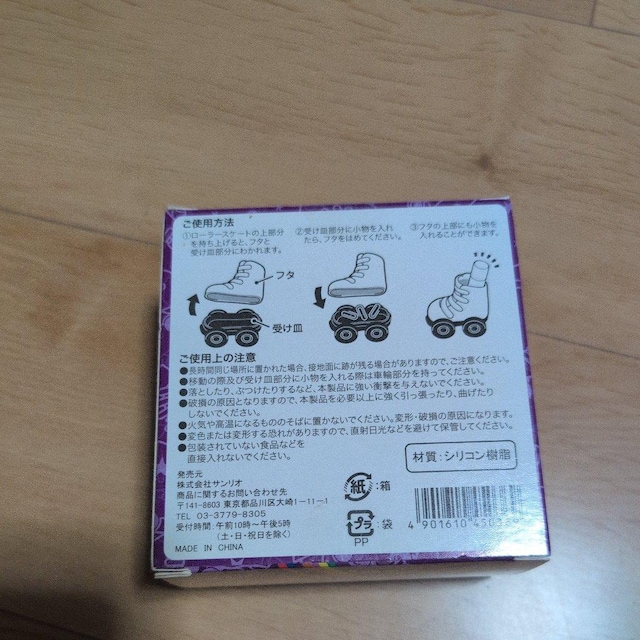 ご使用方法
①ローラースケートの上部分を持ち上げると、フタと受け皿部分にわかれます。
②受け皿部分に小物を入れたら、フタをはめてください。
③フタの上部にも小物を入れることができます。
フタ
受け皿
ご使用上の注意
●長時間同じ場所に置かれた場合、接地面に跡が残る場合がありますので、ご注意ください。
●移動の際及び受け皿部分に小物を入れる際は車輪部分を持ってください。
●落としたり、ぶつけたりするなど、本製品に強い衝撃を与えないでください。
●破損の原因となりますので、本製品を必要以上に強く引っ張ったり、曲げたり
しないでください。
●火気や高温になるもののそばに置かないでください。変形・破損の原因になります。
●変色または変形する恐れがありますので、直射日光などを避けて保管してください。
●包装されていない食品などを
直接入れないでください。
材質:シリコン樹脂
発売元
株式会社サンリオ
商品に関するお問い合わせ先
〒141-8603 東京都品川区大崎1-11-1
TEL 03-3779-8305
受付時間:午前10時〜午後5時
(土・日・祝日を除く)
MADE IN CHINA
紙:箱
プラ:袋
PP
4 901610